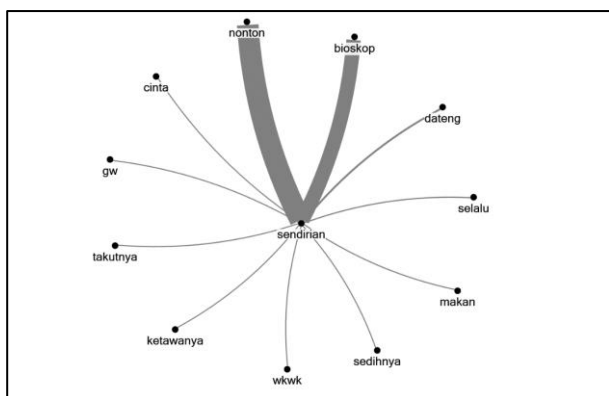 nonton
bioskop
cinta
dateng
gw
selalu
sendirian
takutnya
makan
ketawanya
sedihnya
wkwk